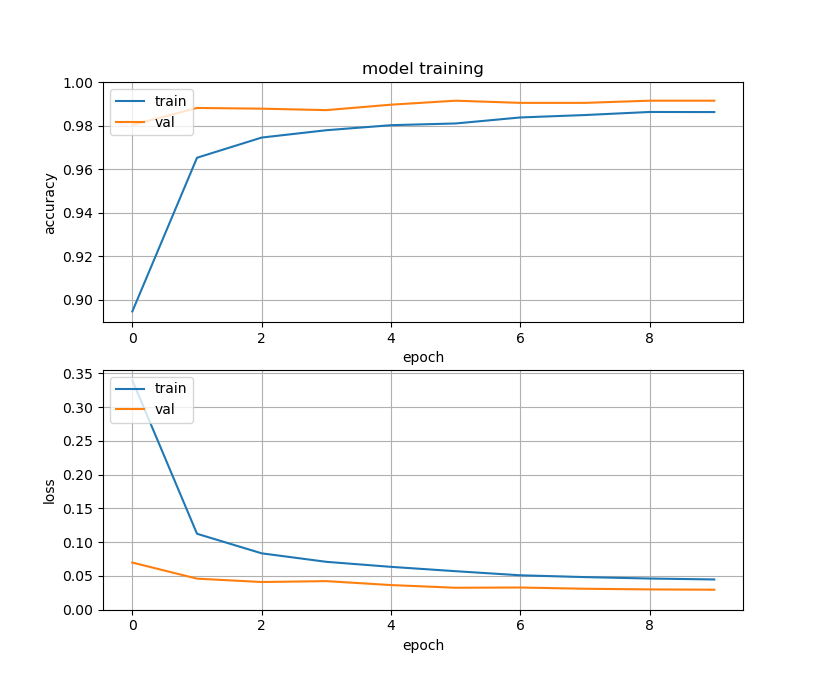 model training
1.00
0.98
0.96
0.94
0.92
0.90
accuracy
train
val
0 2 4 6 8
epoch
0.35
0.30
0.25
0.20
0.15
0.10
0.05
0.00
loss
train
val
0 2 4 6 8
epoch